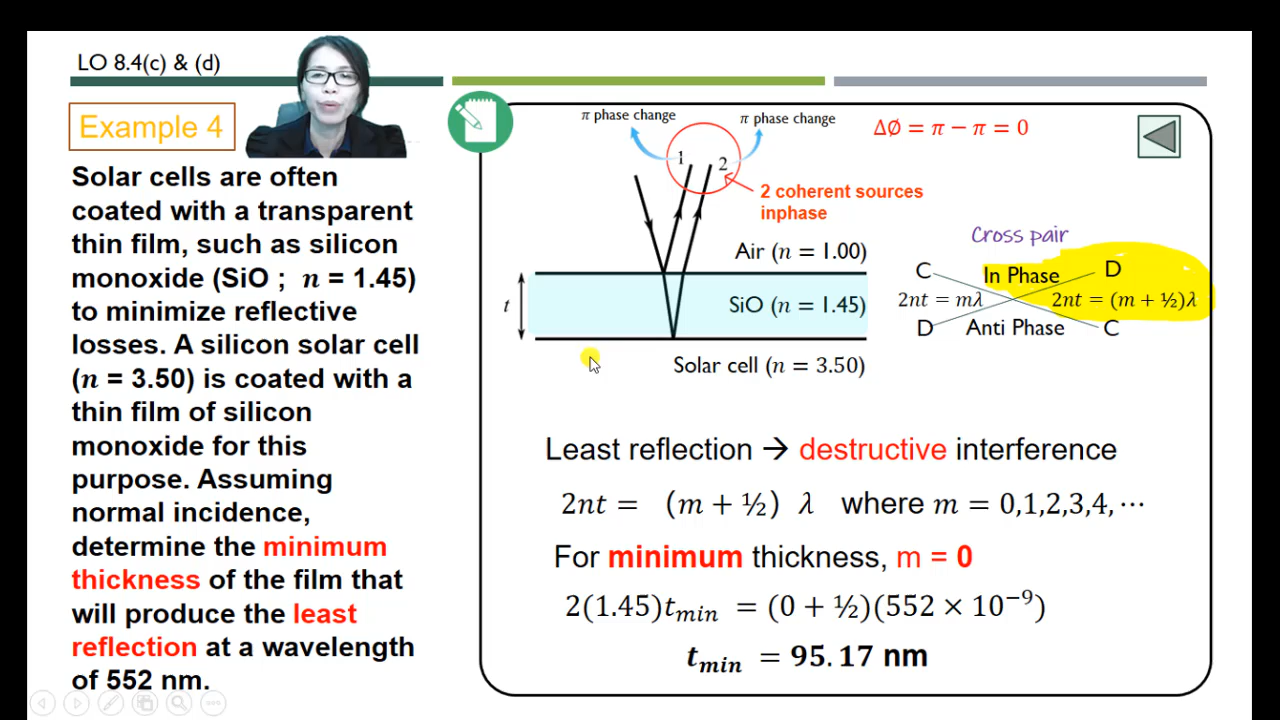 LO 8.4(c) & (d)
Example 4
Solar cells are often
coated with a transparent
thin film, such as silicon
monoxide (SiO ; n = 1.45)
to minimize reflective
losses. A silicon solar cell
(n = 3.50) is coated with a
thin film of silicon
monoxide for this
purpose. Assuming
normal incidence,
determine the minimum
thickness of the film that
will produce the least
reflection at a wavelength
of 552 nm.
π phase change
π phase change
ΔØ = π − π = 0
1
2
2 coherent sources
inphase
Air (n = 1.00)
t
SiO (n = 1.45)
Solar cell (n = 3.50)
Cross pair
C In Phase D
2nt = mλ 2nt = (m + ½)λ
D Anti Phase C
Least reflection → destructive interference
2nt = (m + ½) λ where m = 0,1,2,3,4, ⋯
For minimum thickness, m = 0
2(1.45)tₘᵢₙ = (0 + ½)(552 × 10⁻⁹)
tₘᵢₙ = 95.17 nm